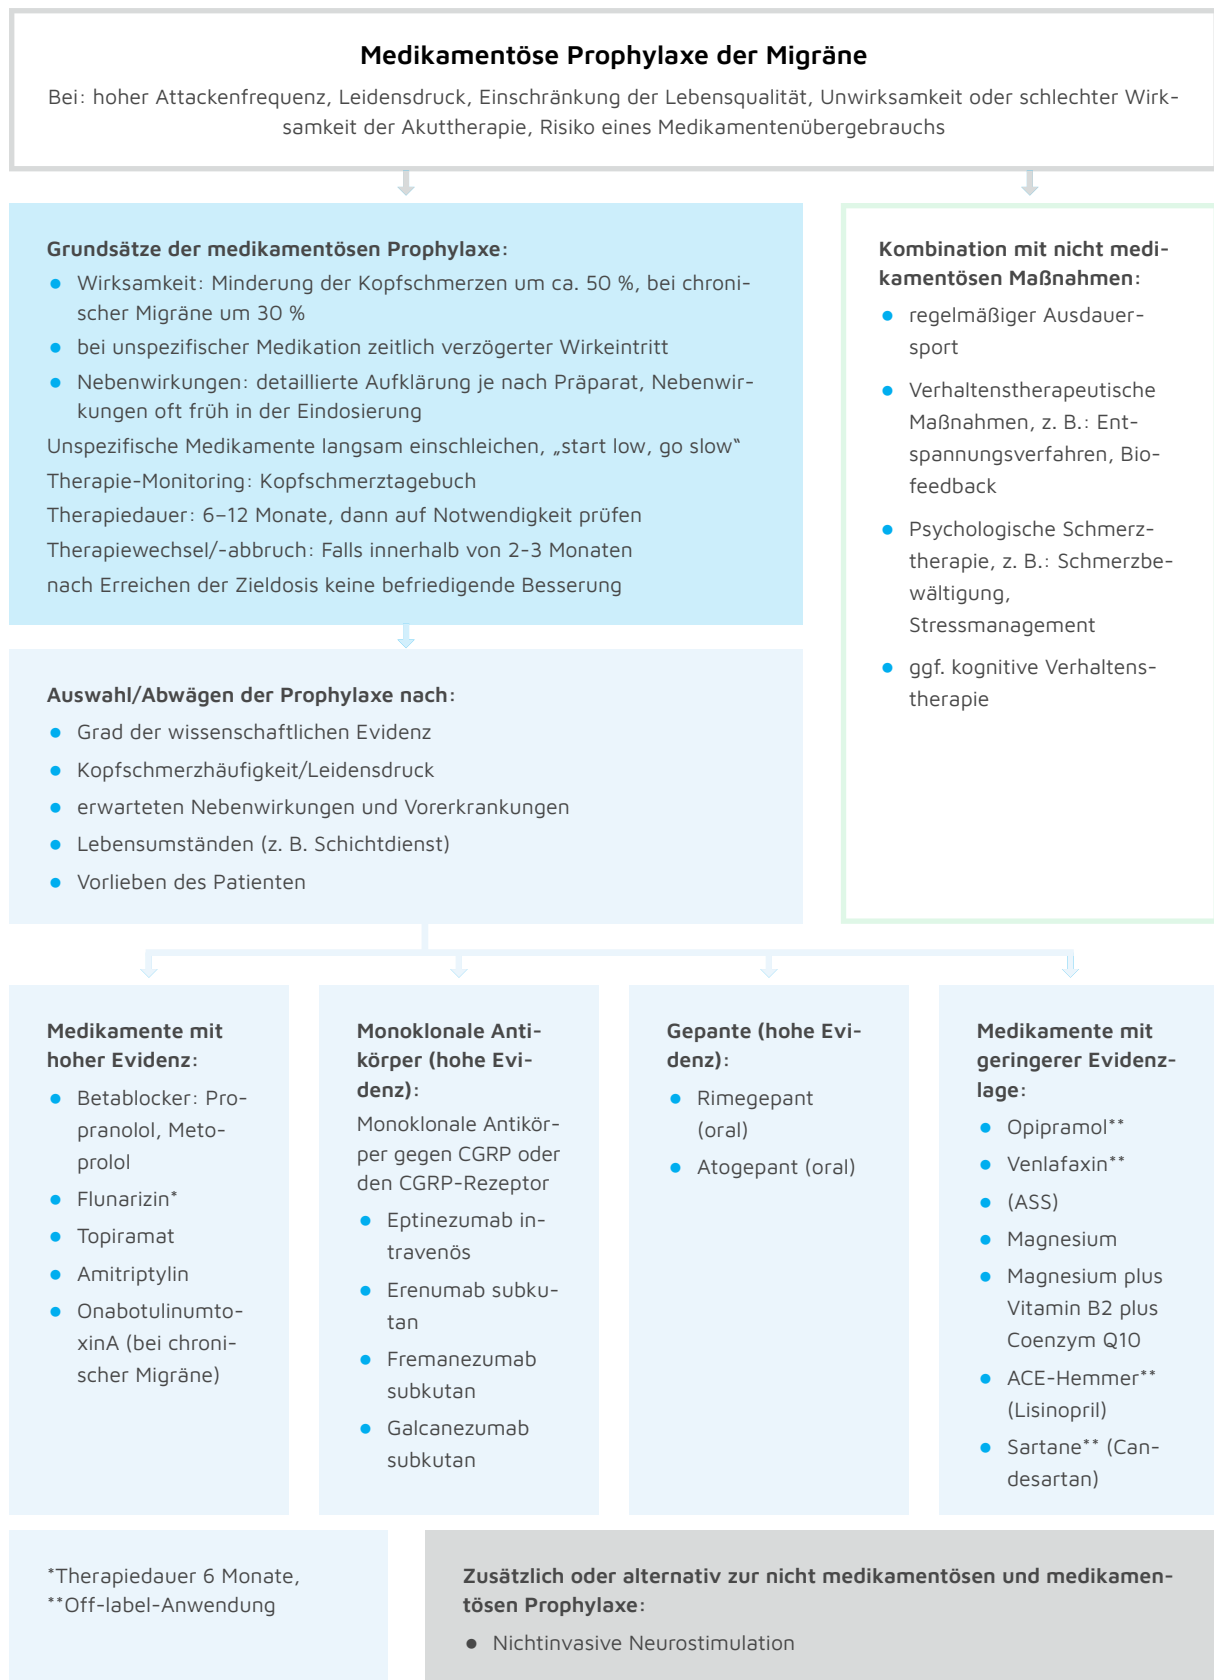 Medikamentöse Prophylaxe der Migräne
Bei: hoher Attackenfrequenz, Leidensdruck, Einschränkung der Lebensqualität, Unwirksamkeit oder schlechter Wirk-
samkeit der Akuttherapie, Risiko eines Medikamentenübergebrauchs
Grundsätze der medikamentösen Prophylaxe:
● Wirksamkeit: Minderung der Kopfschmerzen um ca. 50 %, bei chroni-
scher Migräne um 30 %
● bei unspezifischer Medikation zeitlich verzögerter Wirkeintritt
● Nebenwirkungen: detaillierte Aufklärung je nach Präparat, Nebenwir-
kungen oft früh in der Eindosierung
Unspezifische Medikamente langsam einschleichen, „start low, go slow“
Therapie-Monitoring: Kopfschmerztagebuch
Therapiedauer: 6–12 Monate, dann auf Notwendigkeit prüfen
Therapiewechsel/-abbruch: Falls innerhalb von 2-3 Monaten
nach Erreichen der Zieldosis keine befriedigende Besserung
Kombination mit nicht medi-
kamentösen Maßnahmen:
● regelmäßiger Ausdauer-
sport
● Verhaltenstherapeutische
Maßnahmen, z. B.: Ent-
spannungsverfahren, Bio-
feedback
● Psychologische Schmerz-
therapie, z. B.: Schmerzbe-
wältigung,
Stressmanagement
● ggf. kognitive Verhaltens-
therapie
Auswahl/Abwägen der Prophylaxe nach:
● Grad der wissenschaftlichen Evidenz
● Kopfschmerzhäufigkeit/Leidensdruck
● erwarteten Nebenwirkungen und Vorerkrankungen
● Lebensumständen (z. B. Schichtdienst)
● Vorlieben des Patienten
Medikamente mit
hoher Evidenz:
● Betablocker: Pro-
pranolol, Meto-
prolol
● Flunarizin*
● Topiramat
● Amitriptylin
● Onabotulinumto-
xinA (bei chroni-
scher Migräne)
Monoklonale Anti-
körper (hohe Evi-
denz):
Monoklonale Antikör-
per gegen CGRP oder
den CGRP-Rezeptor
● Eptinezumab in-
travenös
● Erenumab subku-
tan
● Fremanezumab
subkutan
● Galcanezumab
subkutan
Gepante (hohe Evi-
denz):
● Rimegepant
(oral)
● Atogepant (oral)
Medikamente mit
geringerer Evidenz-
lage:
● Opipramol**
● Venlafaxin**
● (ASS)
● Magnesium
● Magnesium plus
Vitamin B2 plus
Coenzym Q10
● ACE-Hemmer**
(Lisinopril)
● Sartane** (Can-
desartan)
*Therapiedauer 6 Monate,
**Off-label-Anwendung
Zusätzlich oder alternativ zur nicht medikamentösen und medikamen-
tösen Prophylaxe:
● Nichtinvasive Neurostimulation